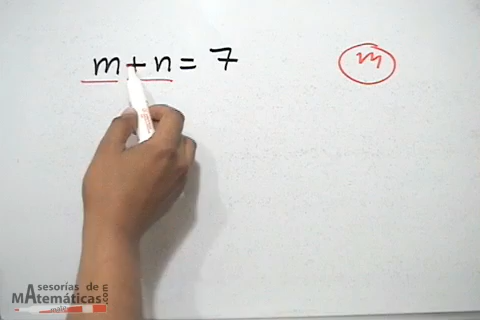 m + n = 7
m
Asesorías de
MAtemáticas.com